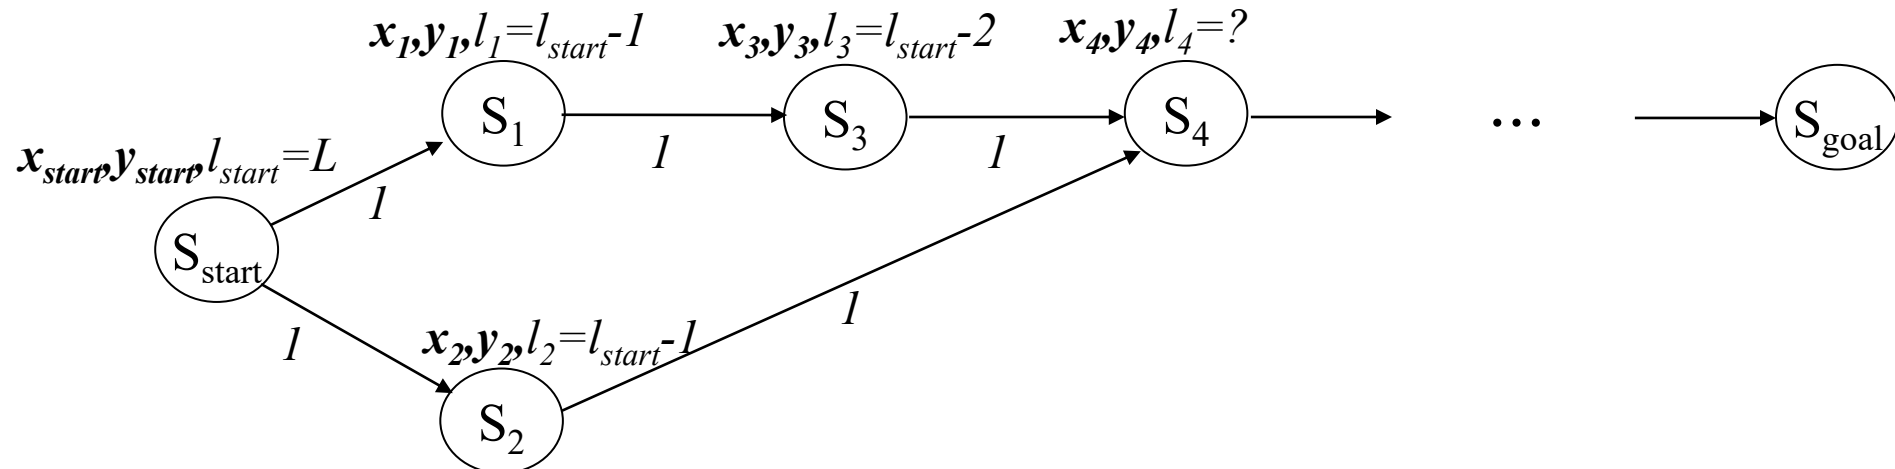 x1,y1,l1=lstart-1 x3,y3,l3=lstart-2 x4,y4,l4=?
S1 S3 S4 ... Sgoal
1 1
xstart,ystart,lstart=L
1
Sstart
1
1
x2,y2,l2=lstart-1
S2